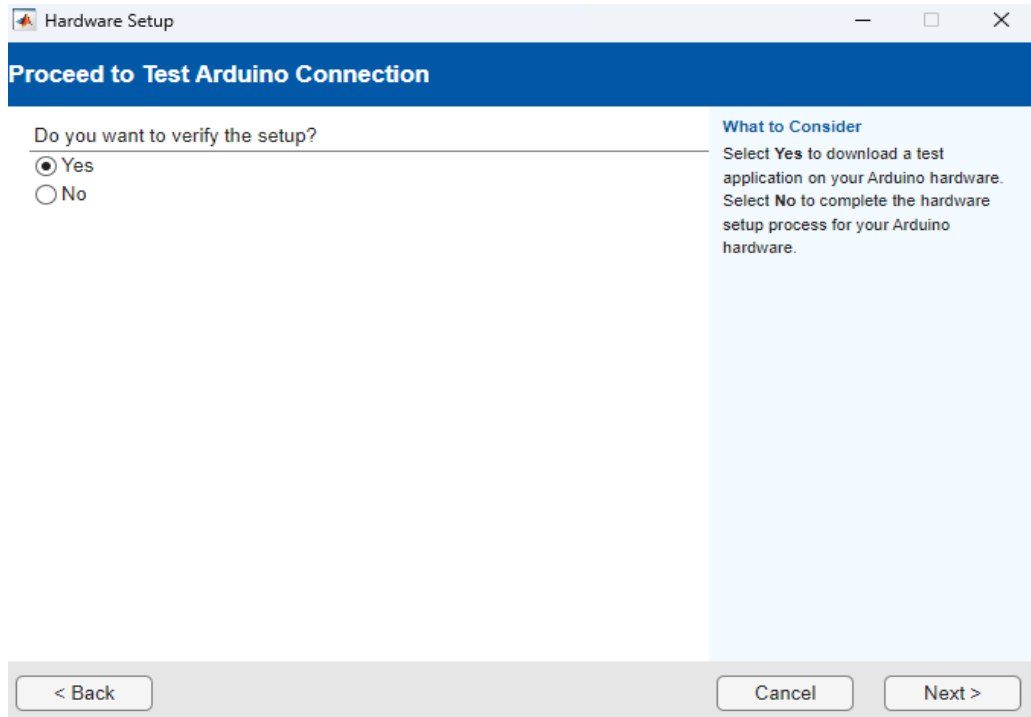 Hardware Setup
Proceed to Test Arduino Connection
Do you want to verify the setup?
Yes
No
What to Consider
Select Yes to download a test
application on your Arduino hardware.
Select No to complete the hardware
setup process for your Arduino
hardware.
< Back
Cancel
Next >